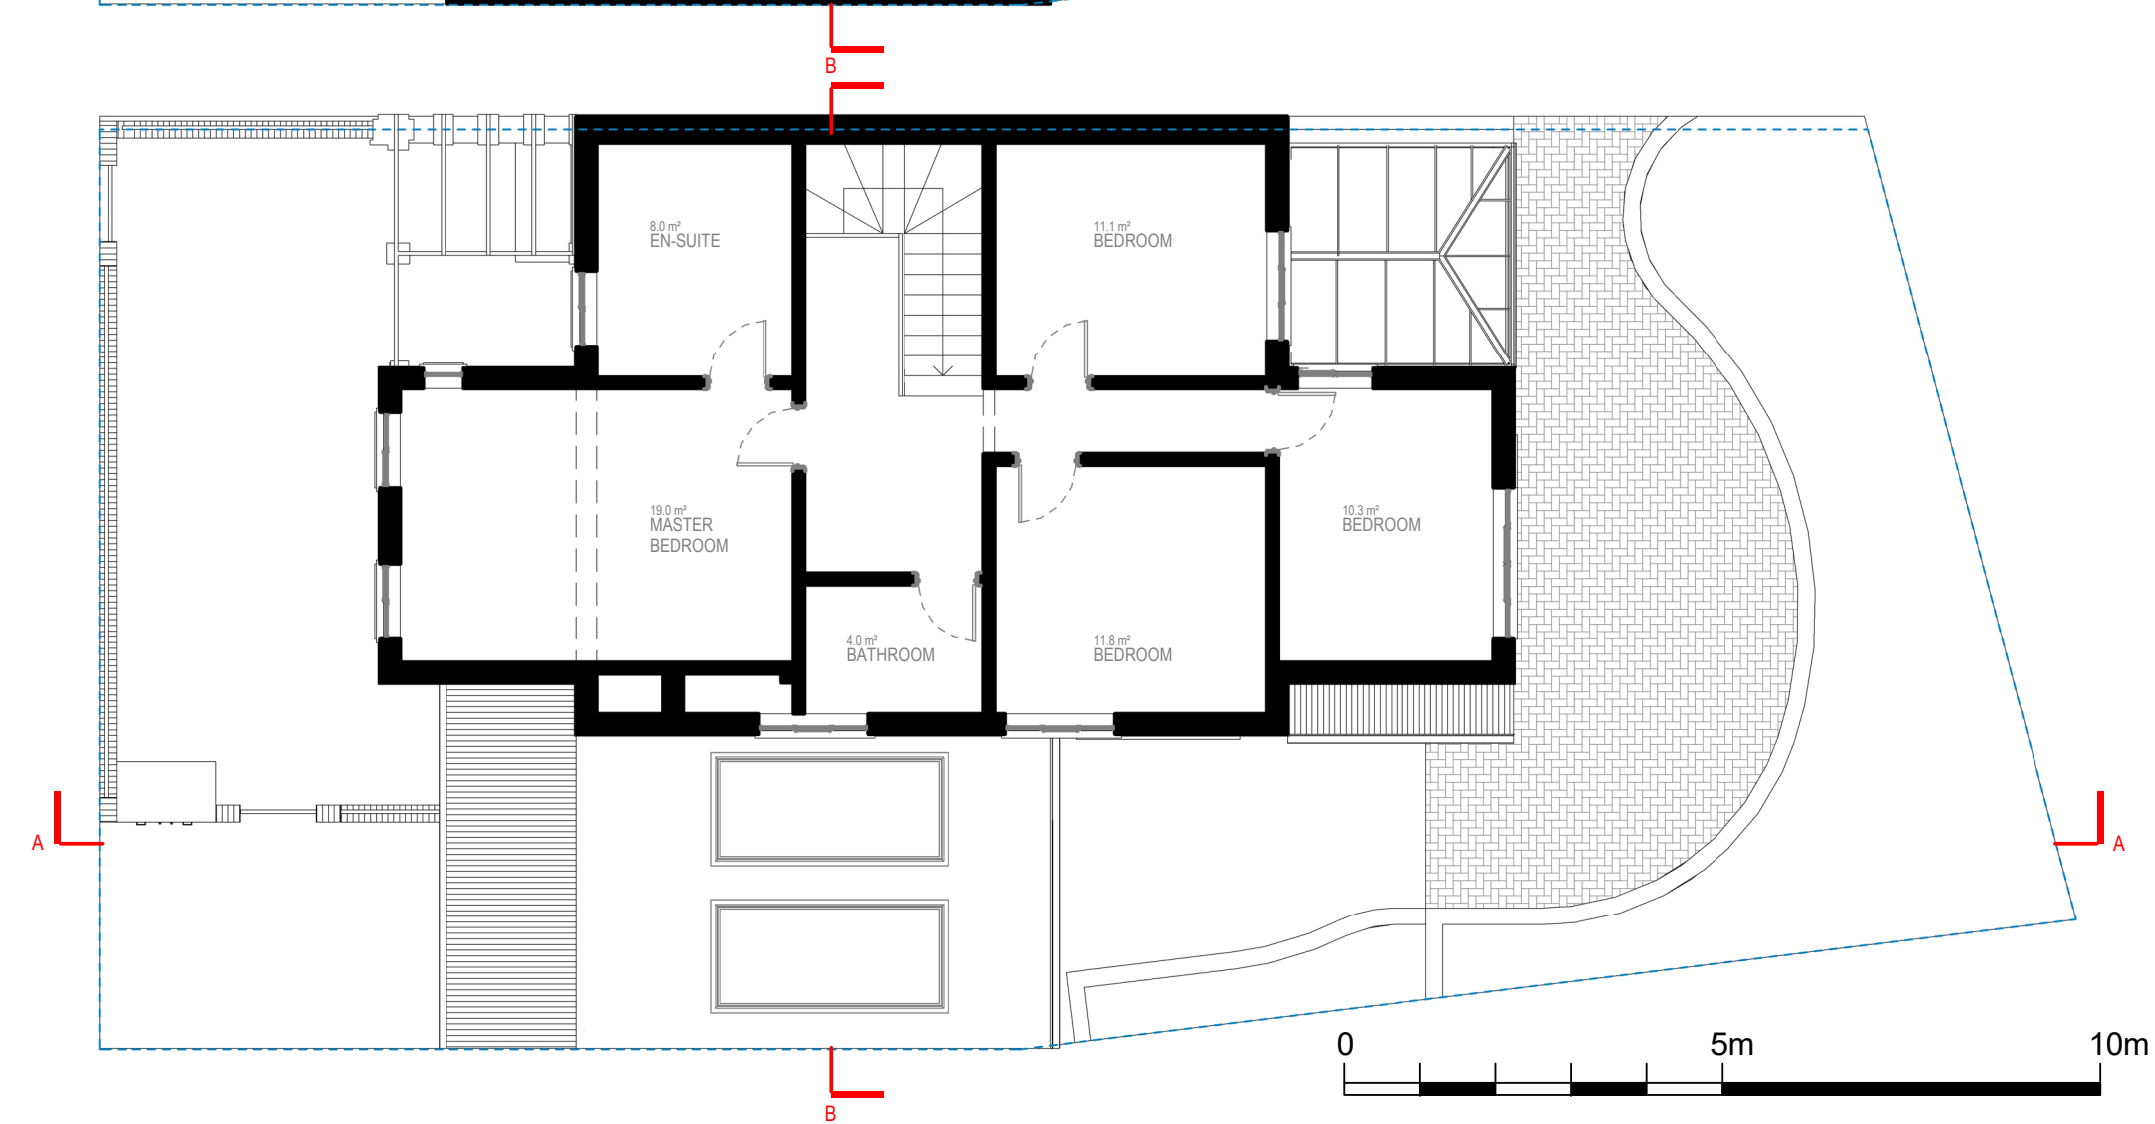 B
8.0 m²
EN-SUITE
11.1 m²
BEDROOM
19.0 m²
MASTER
BEDROOM
10.3 m²
BEDROOM
4.0 m²
BATHROOM
11.8 m²
BEDROOM
A
A
0
5m
10m
B